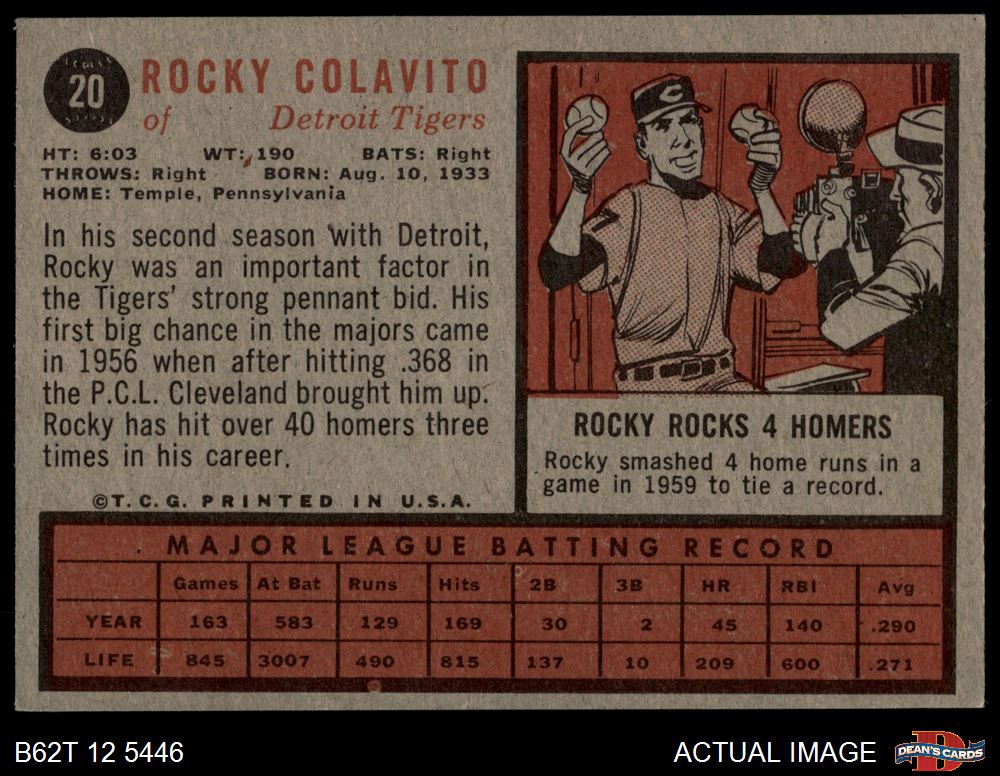 20
ROCKY COLAVITO
of Detroit Tigers
HT: 6:03 WT: 190 BATS: Right
THROWS: Right BORN: Aug. 10, 1933
HOME: Temple, Pennsylvania
In his second season with Detroit,
Rocky was an important factor in
the Tigers' strong pennant bid. His
first big chance in the majors came
in 1956 when after hitting .368 in
the P.C.L. Cleveland brought him up.
Rocky has hit over 40 homers three
times in his career.
©T.C.G. PRINTED IN U.S.A.
C
7
ROCKY ROCKS 4 HOMERS
Rocky smashed 4 home runs in a
game in 1959 to tie a record.
MAJOR LEAGUE BATTING RECORD
Games At Bat Runs Hits 2B 3B HR RBI Avg
YEAR 163 583 129 169 30 2 45 140 .290
LIFE 845 3007 490 815 137 10 209 600 .271
B62T 12 5446
ACTUAL IMAGE
DEAN'S CARDS